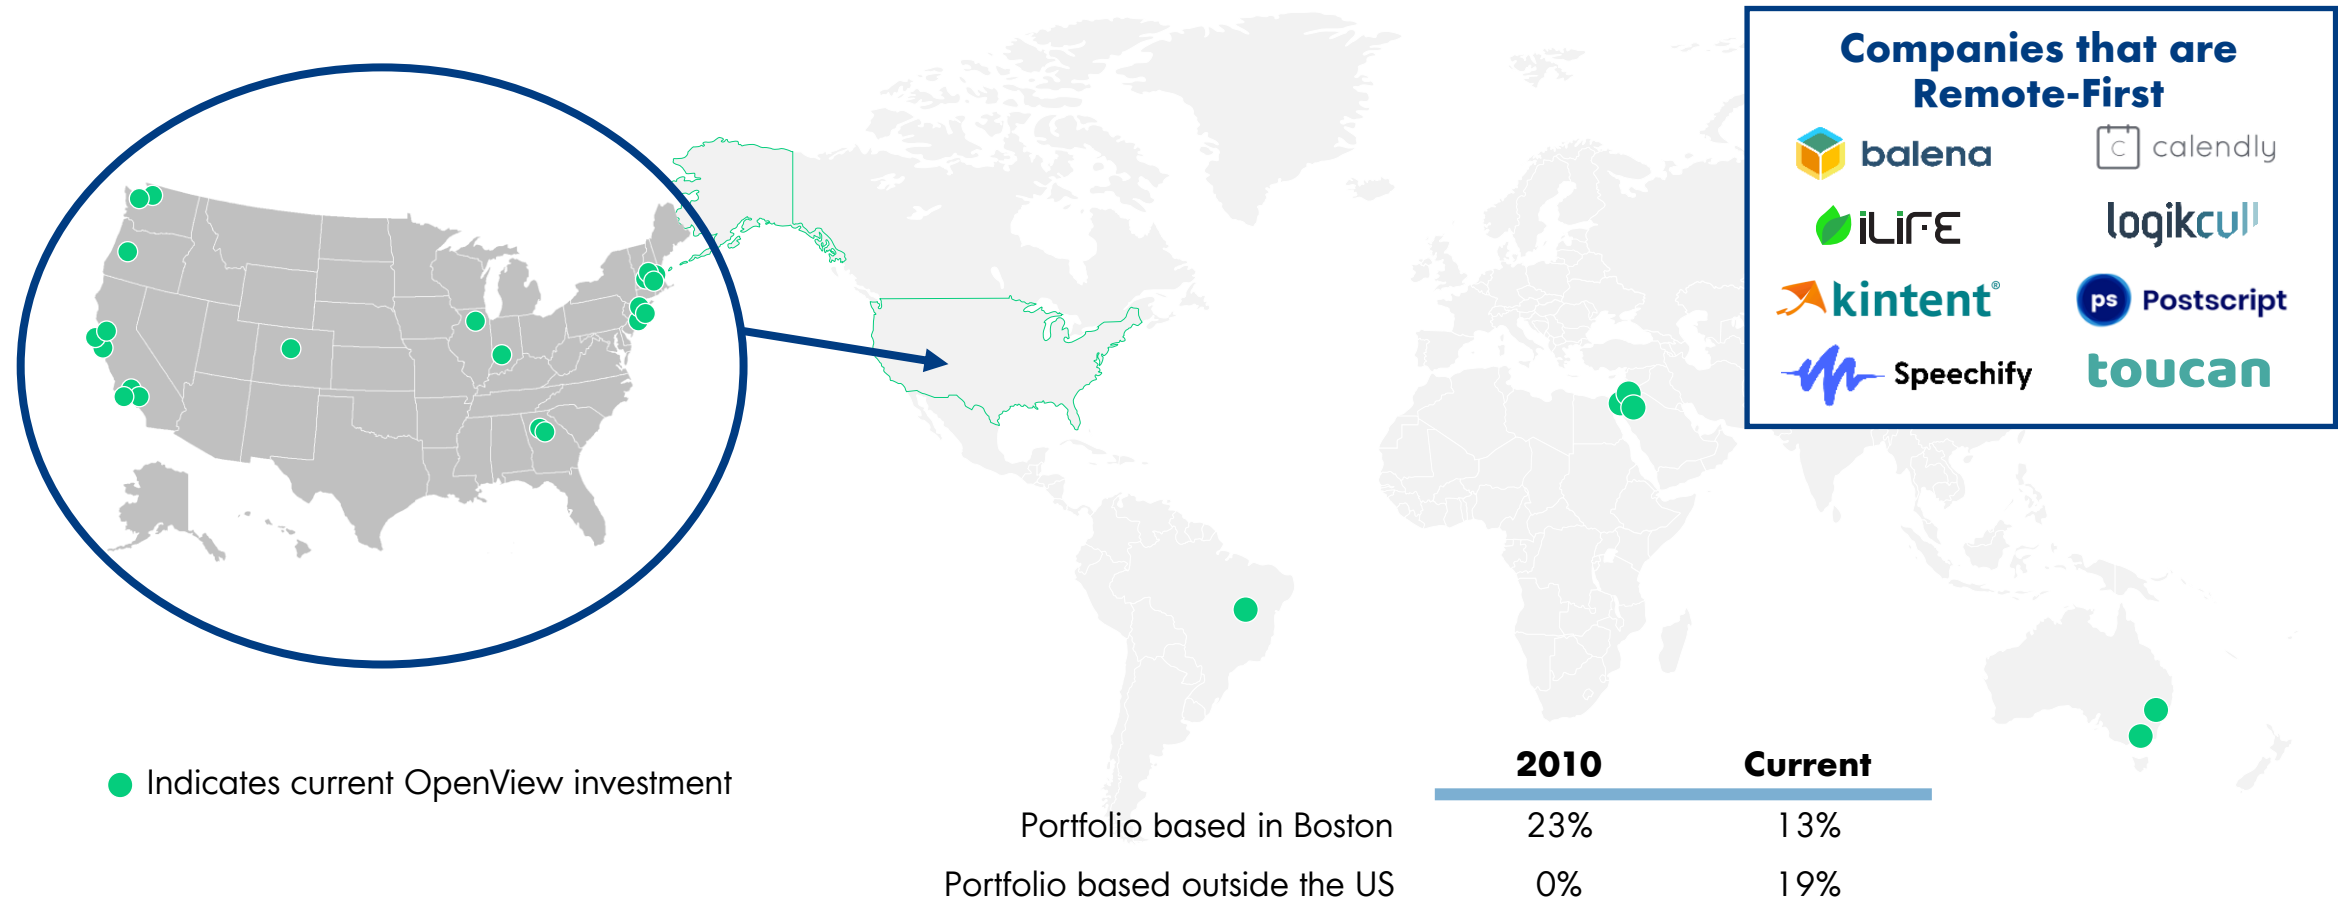 Companies that are
Remote-First
balena
C calendly
iLiFE
logikcull
kintent®
ps Postscript
Speechify
toucan
Indicates current OpenView investment
2010 Current
Portfolio based in Boston 23% 13%
Portfolio based outside the US 0% 19%